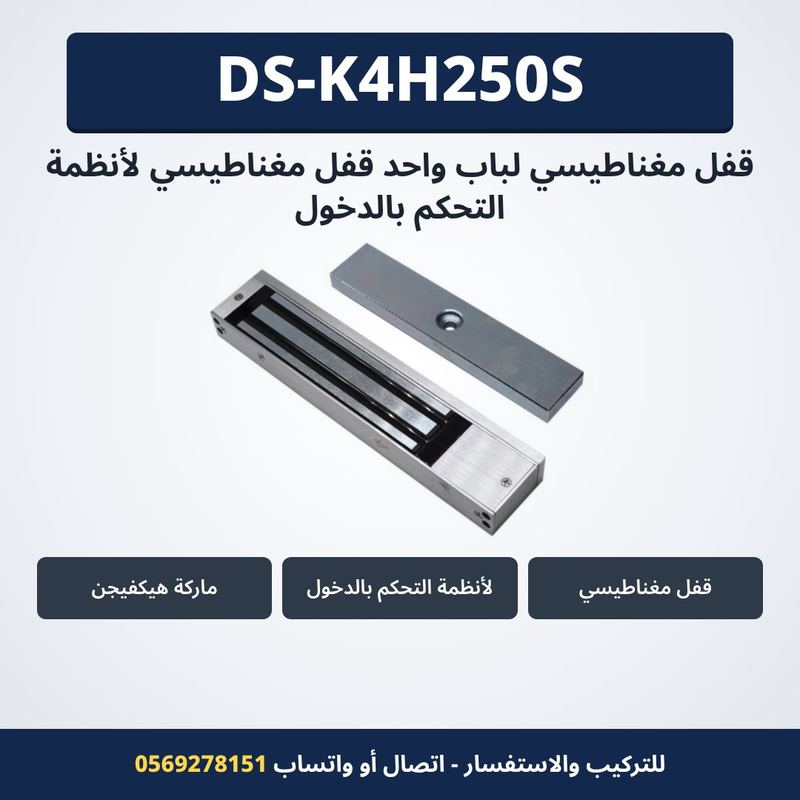 DS-K4H250S
قفل مغناطيسي لباب واحد قفل مغناطيسي لأنظمة
التحكم بالدخول
قفل مغناطيسي
لأنظمة التحكم بالدخول
ماركة هيكفيجن
للتركيب والاستفسار - اتصال أو واتساب 0569278151